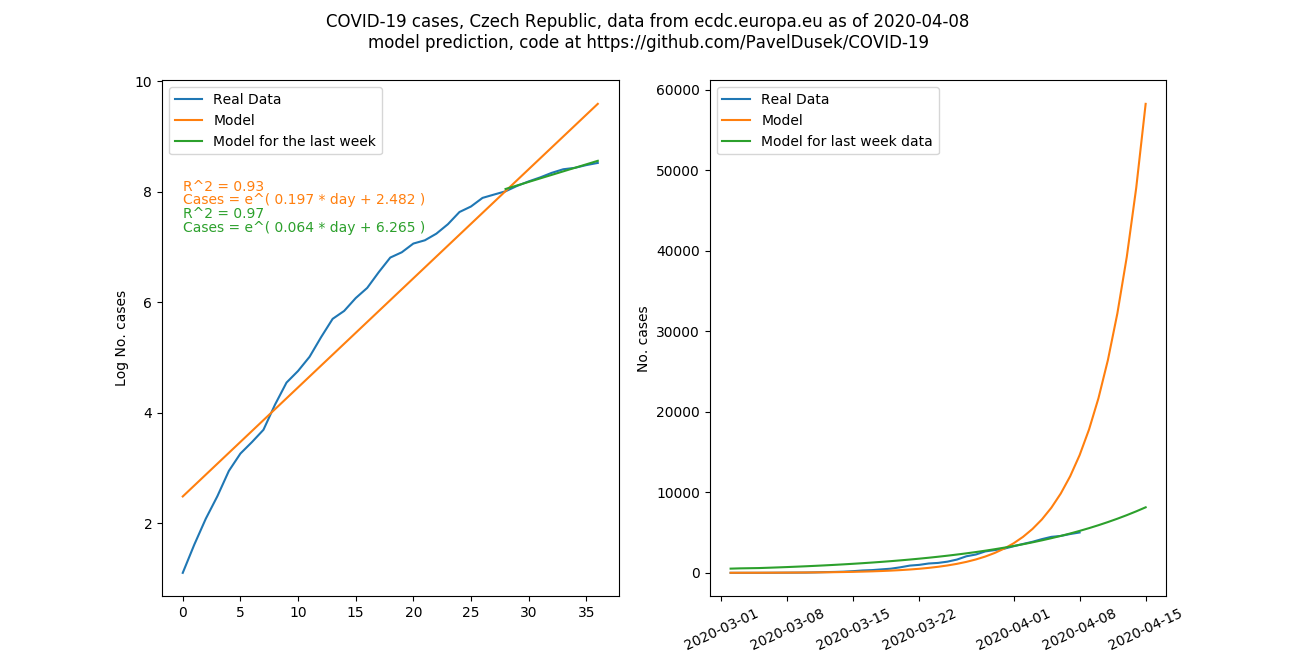 COVID-19 cases, Czech Republic, data from ecdc.europa.eu as of 2020-04-08
model prediction, code at https://github.com/PavelDusek/COVID-19
Log No. cases
10
8
6
4
2
Real Data
Model
Model for the last week
R^2 = 0.93
Cases = e^( 0.197 * day + 2.482 )
R^2 = 0.97
Cases = e^( 0.064 * day + 6.265 )
0 5 10 15 20 25 30 35
No. cases
60000
50000
40000
30000
20000
10000
0
Real Data
Model
Model for last week data
2020-03-01 2020-03-08 2020-03-15 2020-03-22 2020-04-01 2020-04-08 2020-04-15